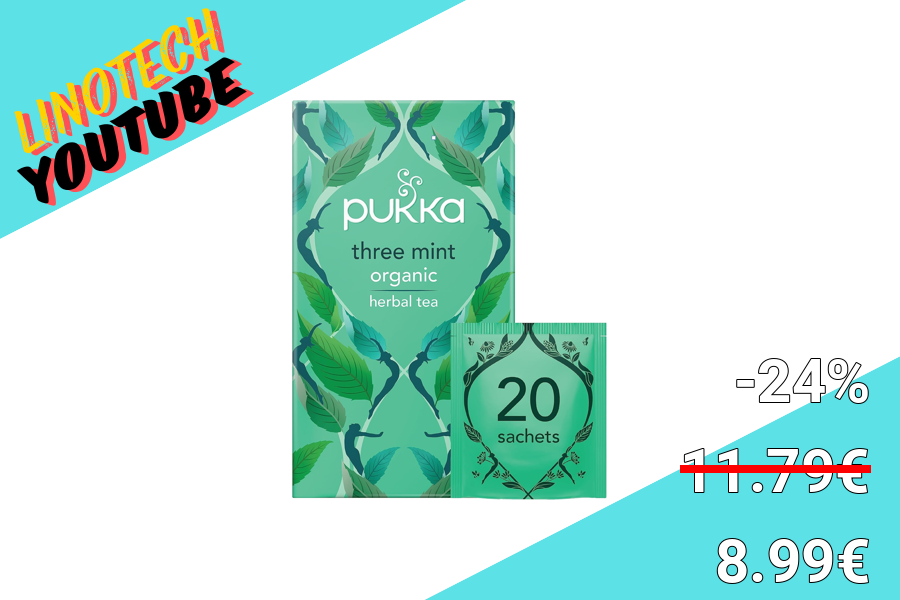 LINOTECH
YOUTUBE
pukka
three mint
organic
herbal tea
20
sachets
-24%
11.79€
8.99€